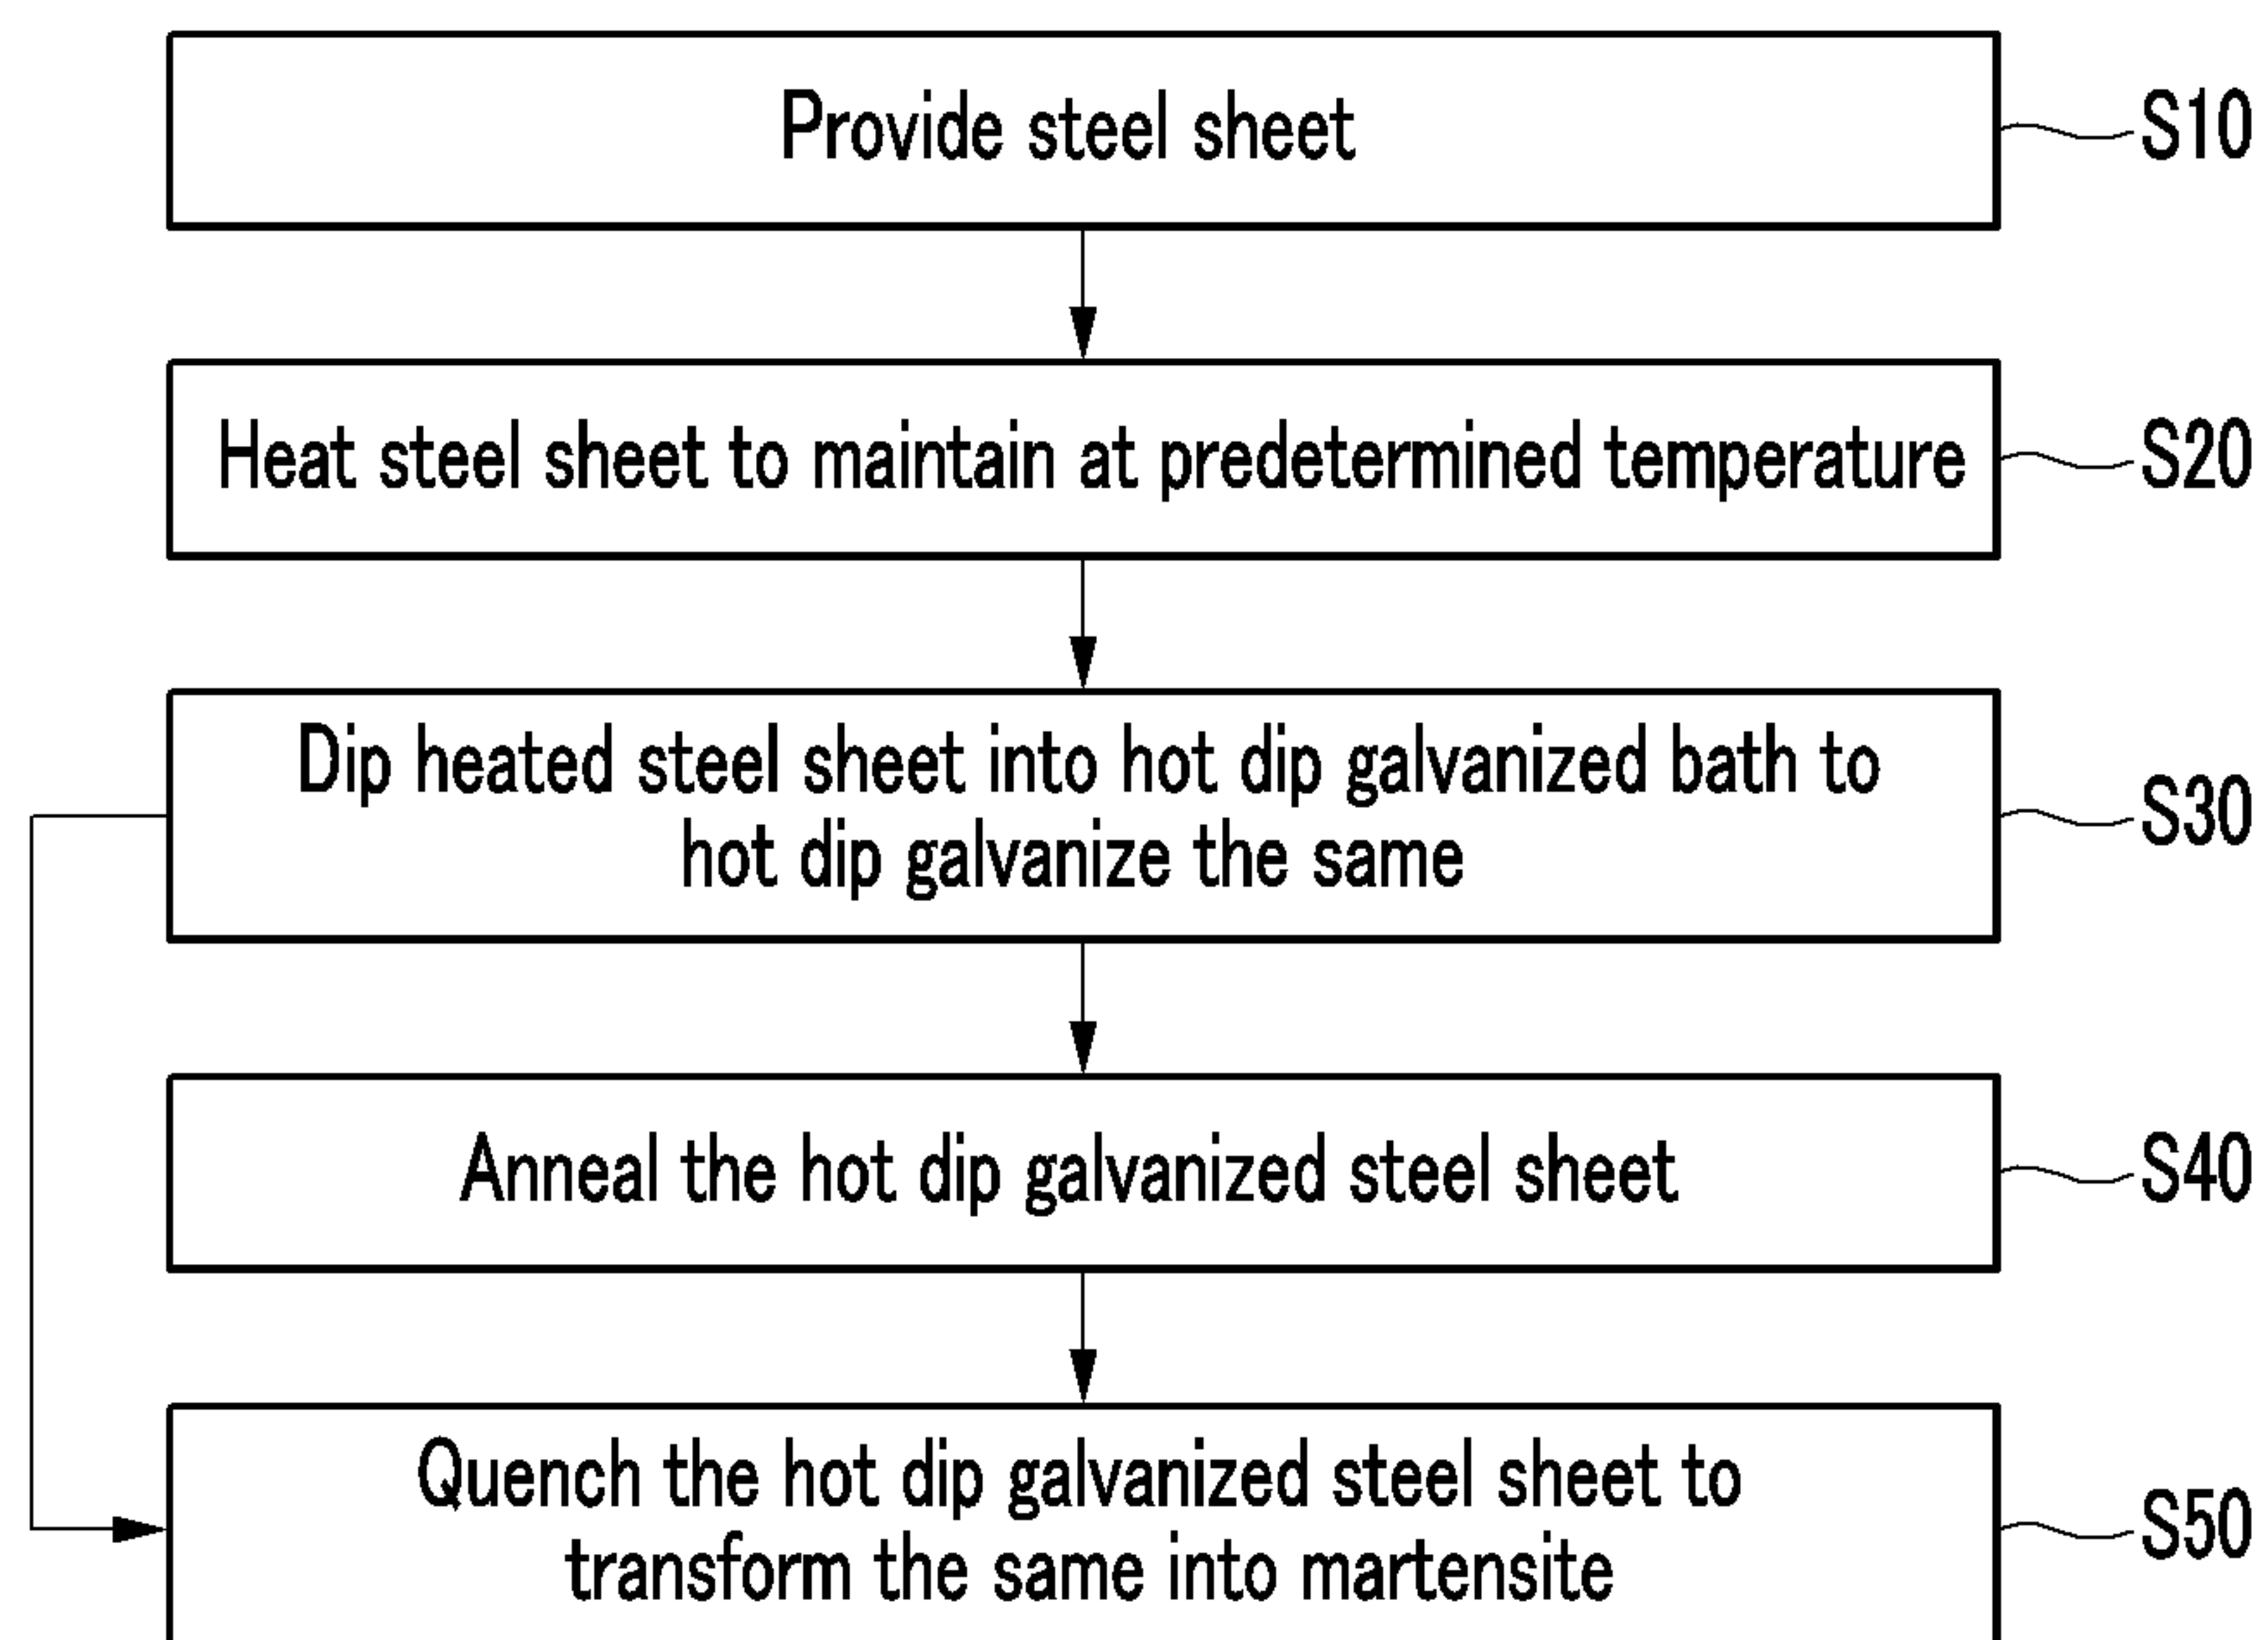 Provide steel sheet
S10
Heat steel sheet to maintain at predetermined temperature
S20
Dip heated steel sheet into hot dip galvanized bath to
hot dip galvanize the same
S30
Anneal the hot dip galvanized steel sheet
S40
Quench the hot dip galvanized steel sheet to
transform the same into martensite
S50